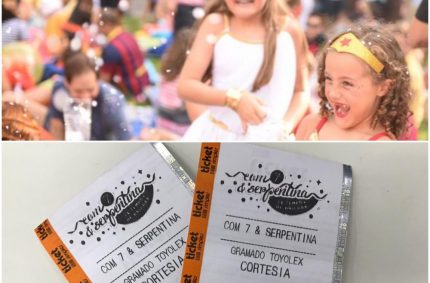 ticket
com 7
& serpentina
COM 7 & SERPENTINA
GRAMADO TOYOLEX
CORTESIA
ticket
com 7
& serpentina
COM 7 & SERPENTINA
GRAMADO TOYOLEX
CORTESIA
ticket